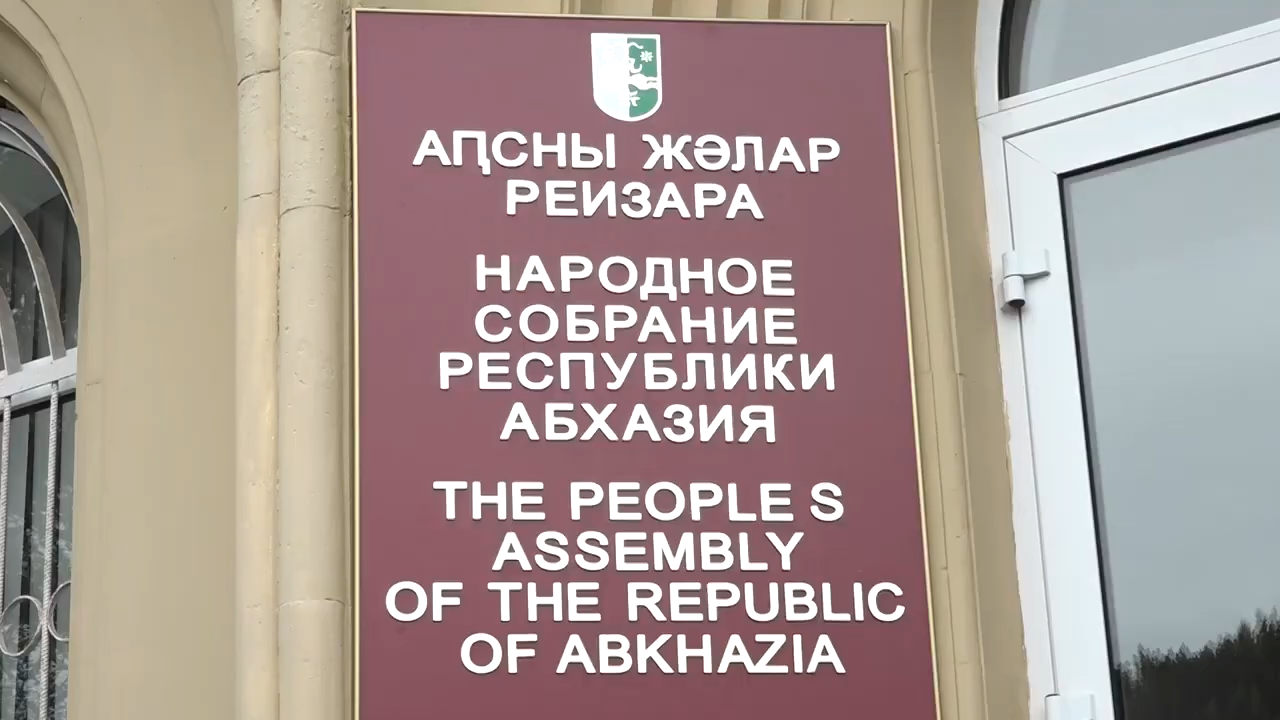 АԤСНЫ ЖӘЛАР
РЕИЗАРА
НАРОДНОЕ
СОБРАНИЕ
РЕСПУБЛИКИ
АБХАЗИЯ
THE PEOPLE S
ASSEMBLY
OF THE REPUBLIC
OF ABKHAZIA